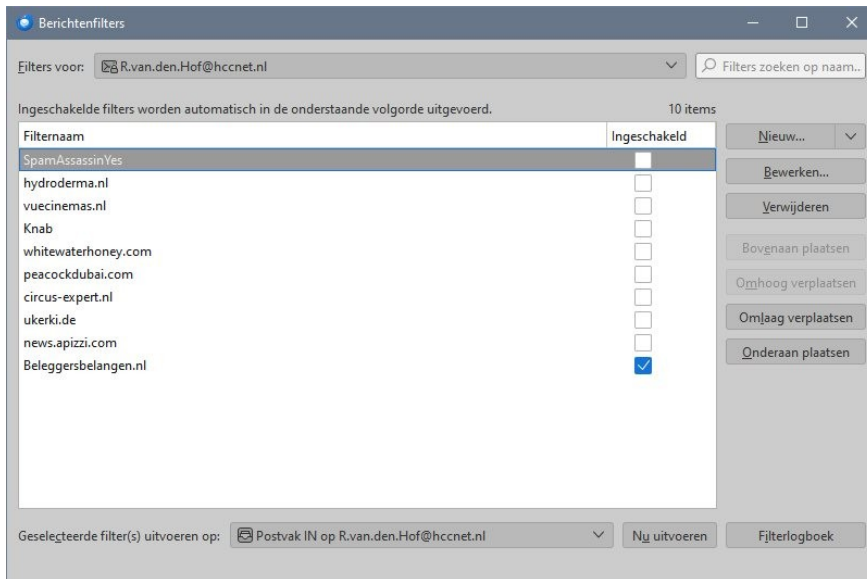 Berichtenfilters
Filters voor: R.van.den.Hof@hccnet.nl
Filters zoeken op naam..
Ingeschakelde filters worden automatisch in de onderstaande volgorde uitgevoerd. 10 items
Filternaam Ingeschakeld
SpamAssassinYes
hydroderma.nl
vuecinemas.nl
Knab
whitewaterhoney.com
peacockdubai.com
circus-expert.nl
ukerki.de
news.apizzi.com
Beleggersbelangen.nl
Nieuw...
Bewerken...
Verwijderen
Bovenaan plaatsen
Omhoog verplaatsen
Omlaag verplaatsen
Onderaan plaatsen
Geselecteerde filter(s) uitvoeren op: Postvak IN op R.van.den.Hof@hccnet.nl Nu uitvoeren Filterlogboek